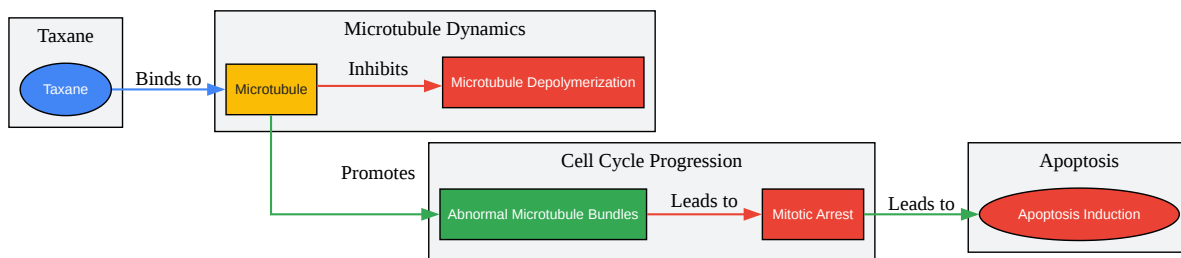 Taxane
Taxane
Binds to
Microtubule Dynamics
Microtubule
Inhibits
Microtubule Depolymerization
Promotes
Cell Cycle Progression
Abnormal Microtubule Bundles
Leads to
Mitotic Arrest
Leads to
Apoptosis
Apoptosis Induction